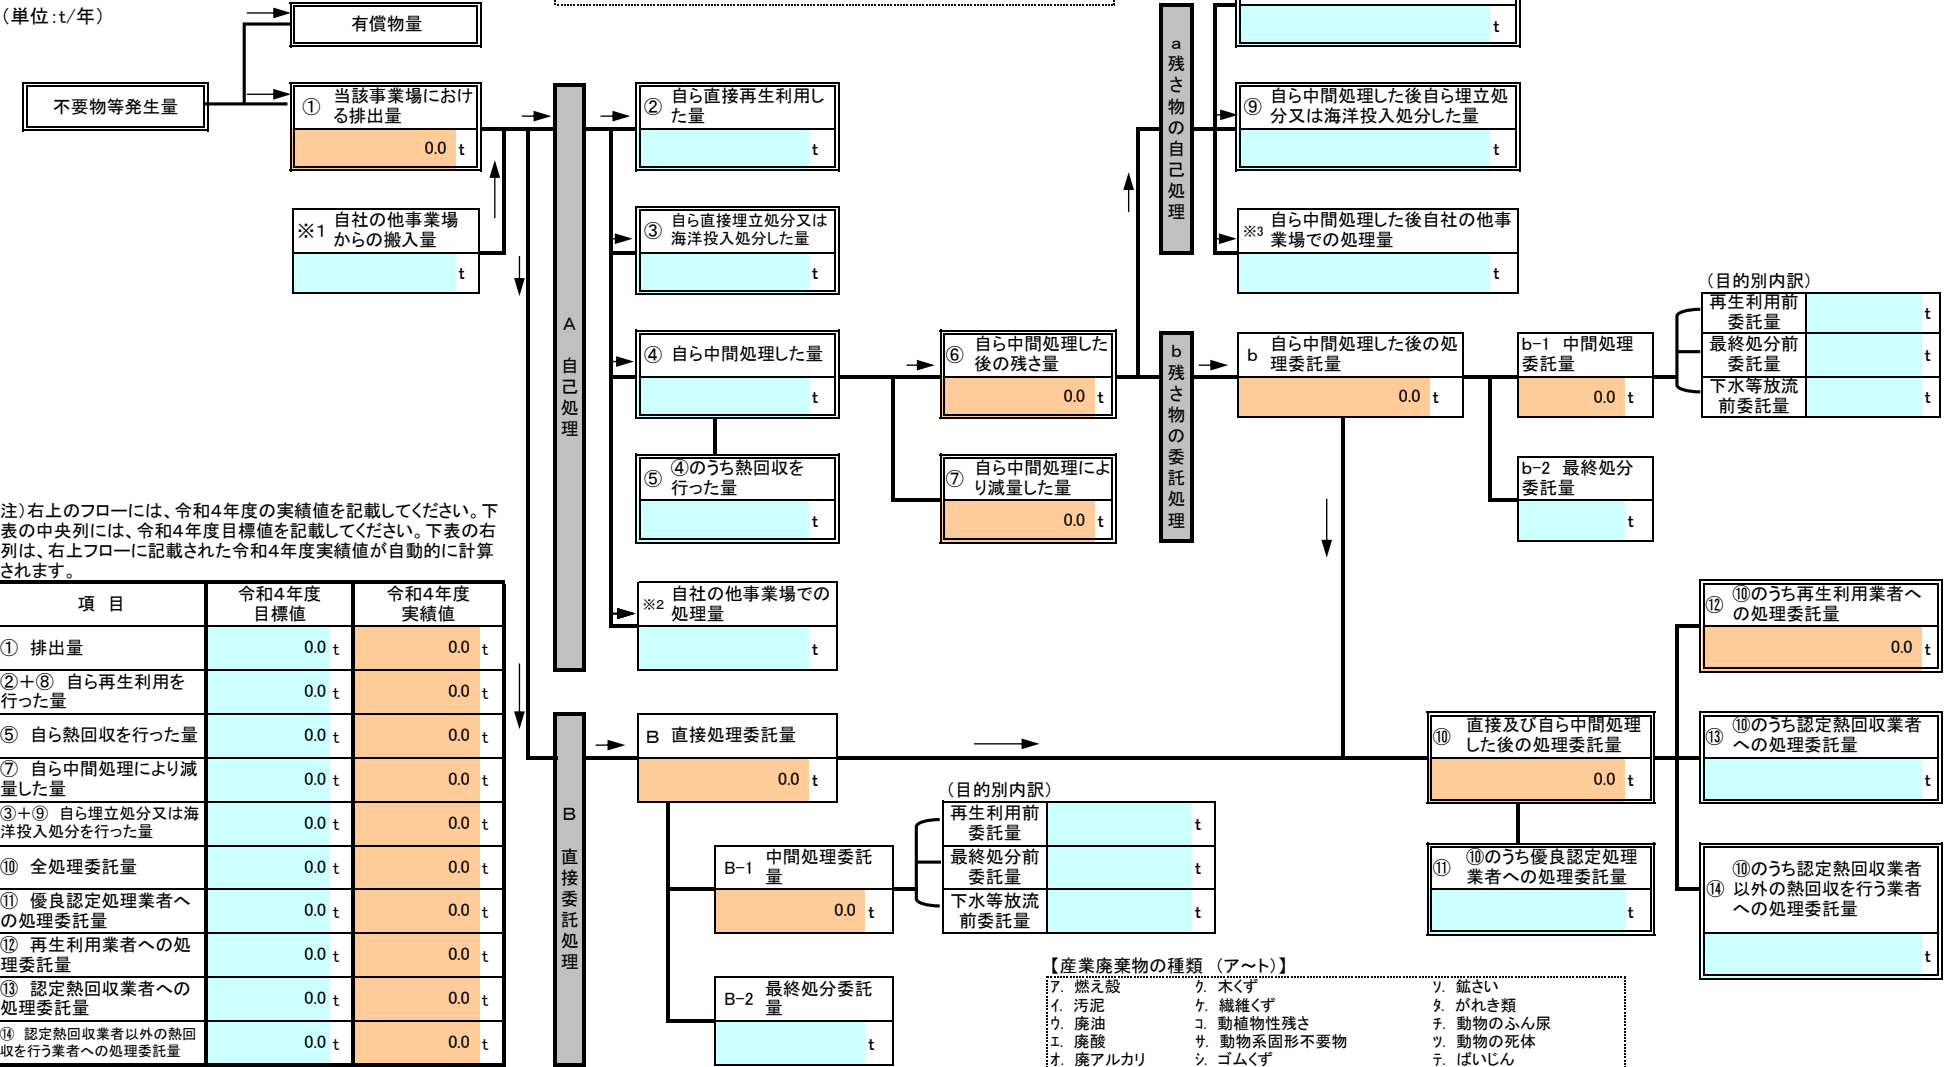 （単位：t/年）
有償物量
不要物等発生量
① 当該事業場におけ
る排出量
0.0 t
※1 自社の他事業場
からの搬入量
t
A 自己処理
② 自ら直接再生利用し
た量
t
③ 自ら直接埋立処分又は
海洋投入処分した量
t
④ 自ら中間処理した量
t
⑤ ④のうち熱回収を
行った量
t
※2 自社の他事業場での
処理量
t
⑥ 自ら中間処理した
後の残さ量
0.0 t
⑦ 自ら中間処理によ
り減量した量
0.0 t
a 残さ物の自己処理
t
⑨ 自ら中間処理した後自ら埋立処
分又は海洋投入処分した量
t
※3 自ら中間処理した後自社の他事
業場での処理量
t
b 残さ物の委託処理
b 自ら中間処理した後の処
理委託量
0.0 t
b-1 中間処理
委託量
0.0 t
b-2 最終処分
委託量
t
（目的別内訳）
再生利用前
委託量
t
最終処分前
委託量
t
下水等放流
前委託量
t
注）右上のフローには、令和4年度の実績値を記載してください。下
表の中央列には、令和4年度目標値を記載してください。下表の右
列は、右上フローに記載された令和4年度実績値が自動的に計算
されます。
項 目 令和4年度 目標値 令和4年度 実績値
① 排出量 0.0 t 0.0 t
②＋⑧ 自ら再生利用を
行った量 0.0 t 0.0 t
⑤ 自ら熱回収を行った量 0.0 t 0.0 t
⑦ 自ら中間処理により減
量した量 0.0 t 0.0 t
③＋⑨ 自ら埋立処分又は海
洋投入処分を行った量 0.0 t 0.0 t
⑩ 全処理委託量 0.0 t 0.0 t
⑪ 優良認定処理業者へ
の処理委託量 0.0 t 0.0 t
⑫ 再生利用業者への処
理委託量 0.0 t 0.0 t
⑬ 認定熱回収業者への
処理委託量 0.0 t 0.0 t
⑭ 認定熱回収業者以外の熱回
収を行う業者への処理委託量 0.0 t 0.0 t
B 直接委託処理
B 直接処理委託量
0.0 t
B-1 中間処理委託
量
0.0 t
B-2 最終処分委託
量
t
（目的別内訳）
再生利用前
委託量
t
最終処分前
委託量
t
下水等放流
前委託量
t
⑩ 直接及び自ら中間処理
した後の処理委託量
0.0 t
⑪ ⑩のうち優良認定処理
業者への処理委託量
t
⑫ ⑩のうち再生利用業者へ
の処理委託量
0.0 t
⑬ ⑩のうち認定熱回収業者
への処理委託量
t
⑭ ⑩のうち認定熱回収業者
以外の熱回収を行う業者
への処理委託量
t
【産業廃棄物の種類 （ア～ト）】
ア. 燃え殻 ク. 木くず ソ. 鉱さい
イ. 汚泥 ケ. 繊維くず タ. がれき類
ウ. 廃油 コ. 動植物性残さ チ. 動物のふん尿
エ. 廃酸 サ. 動物系固形不要物 ツ. 動物の死体
オ. 廃アルカリ シ. ゴムくず テ. ばいじん